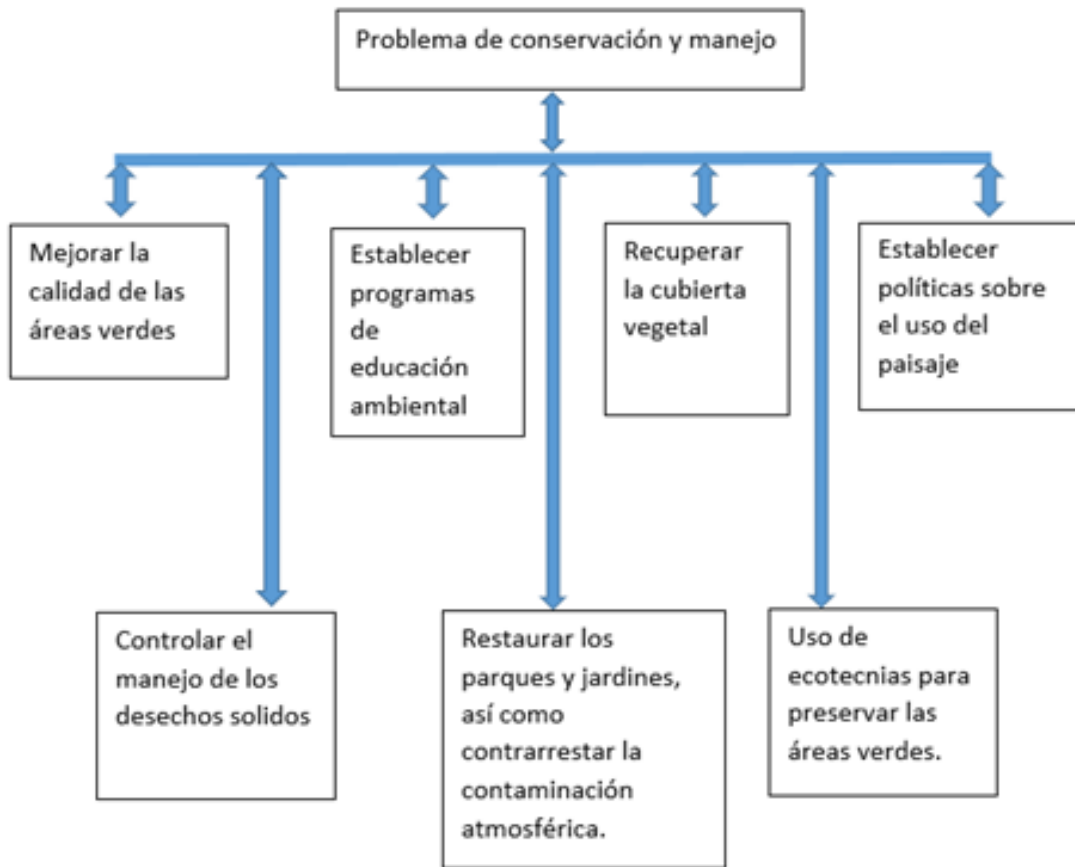 Problema de conservación y manejo
Mejorar la
calidad de las
áreas verdes
Establecer
programas
de
educación
ambiental
Recuperar
la cubierta
vegetal
Establecer
políticas sobre
el uso del
paisaje
Controlar el
manejo de los
desechos solidos
Restaurar los
parques y jardines,
así como
contrarrestar la
contaminación
atmosférica.
Uso de
ecotecnias para
preservar las
áreas verdes.